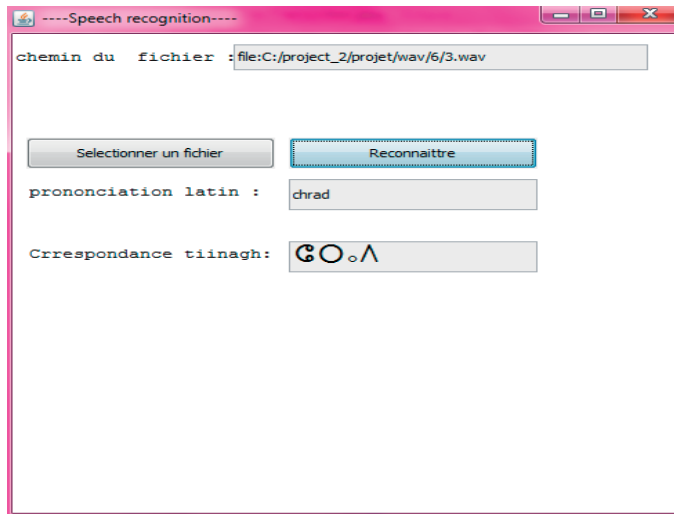 ----Speech recognition----
chemin du fichier : file:C:/project_2/projet/wav/6/3.wav
Selectionner un fichier Reconnaittre
prononciation latin : chrad
Crrespondance tiinagh: ⵛⵔⴰⴷ